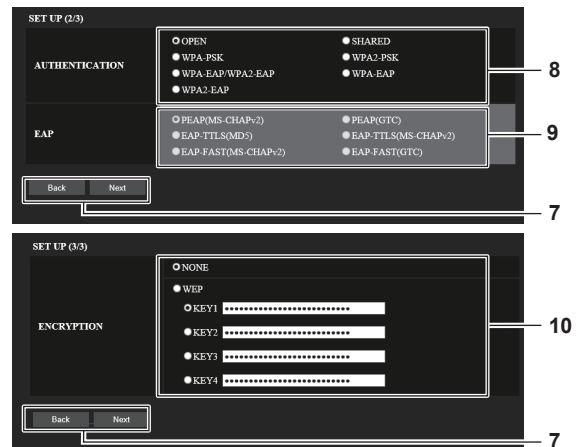 SET UP (2/3)
AUTHENTICATION
OPEN SHARED
WPA-PSK WPA2-PSK
WPA-EAP/WPA2-EAP WPA-EAP
WPA2-EAP
8
EAP
PEAP(MS-CHAPv2) PEAP(GTC)
EAP-TTLS(MD5) EAP-TTLS(MS-CHAPv2)
EAP-FAST(MS-CHAPv2) EAP-FAST(GTC)
9
Back Next
7
SET UP (3/3)
ENCRYPTION
NONE
WEP
KEY1 ••••••••••••••••••••••••••
KEY2 ••••••••••••••••••••••••••
KEY3 ••••••••••••••••••••••••••
KEY4 ••••••••••••••••••••••••••
10
Back Next
7